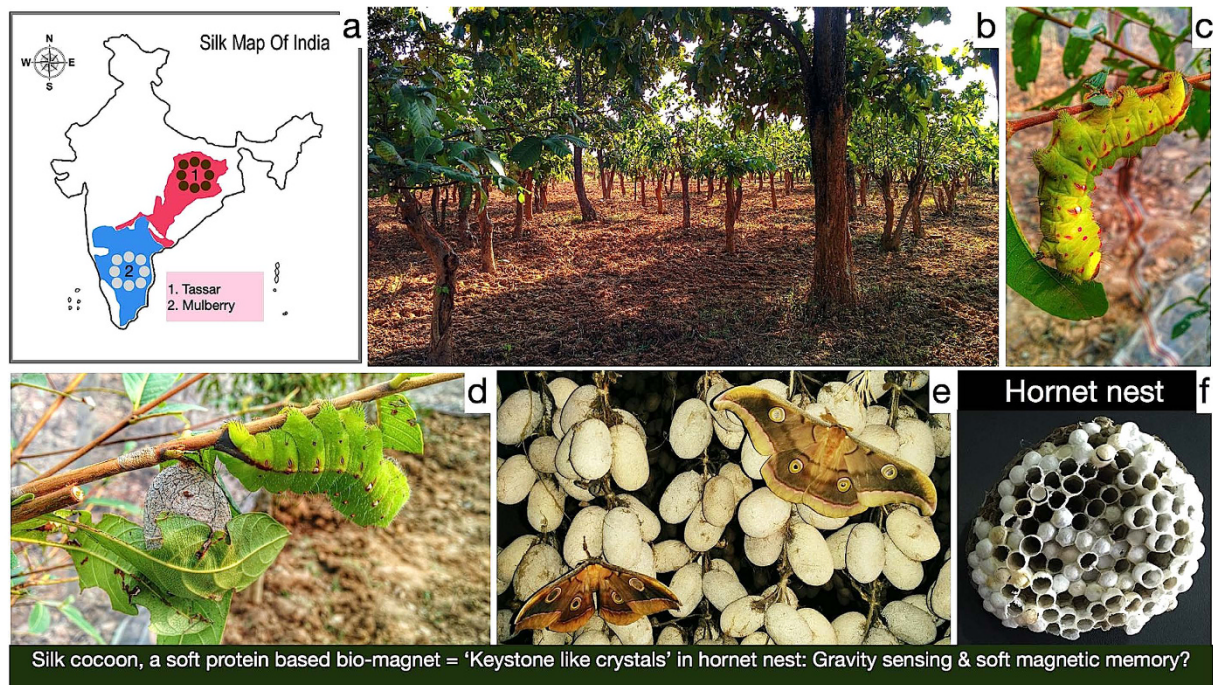 Silk Map Of India
N
W E
S
1
2
1. Tassar
2. Mulberry
a
b
c
d
e
Hornet nest
f
Silk cocoon, a soft protein based bio-magnet = ‘Keystone like crystals’ in hornet nest: Gravity sensing & soft magnetic memory?